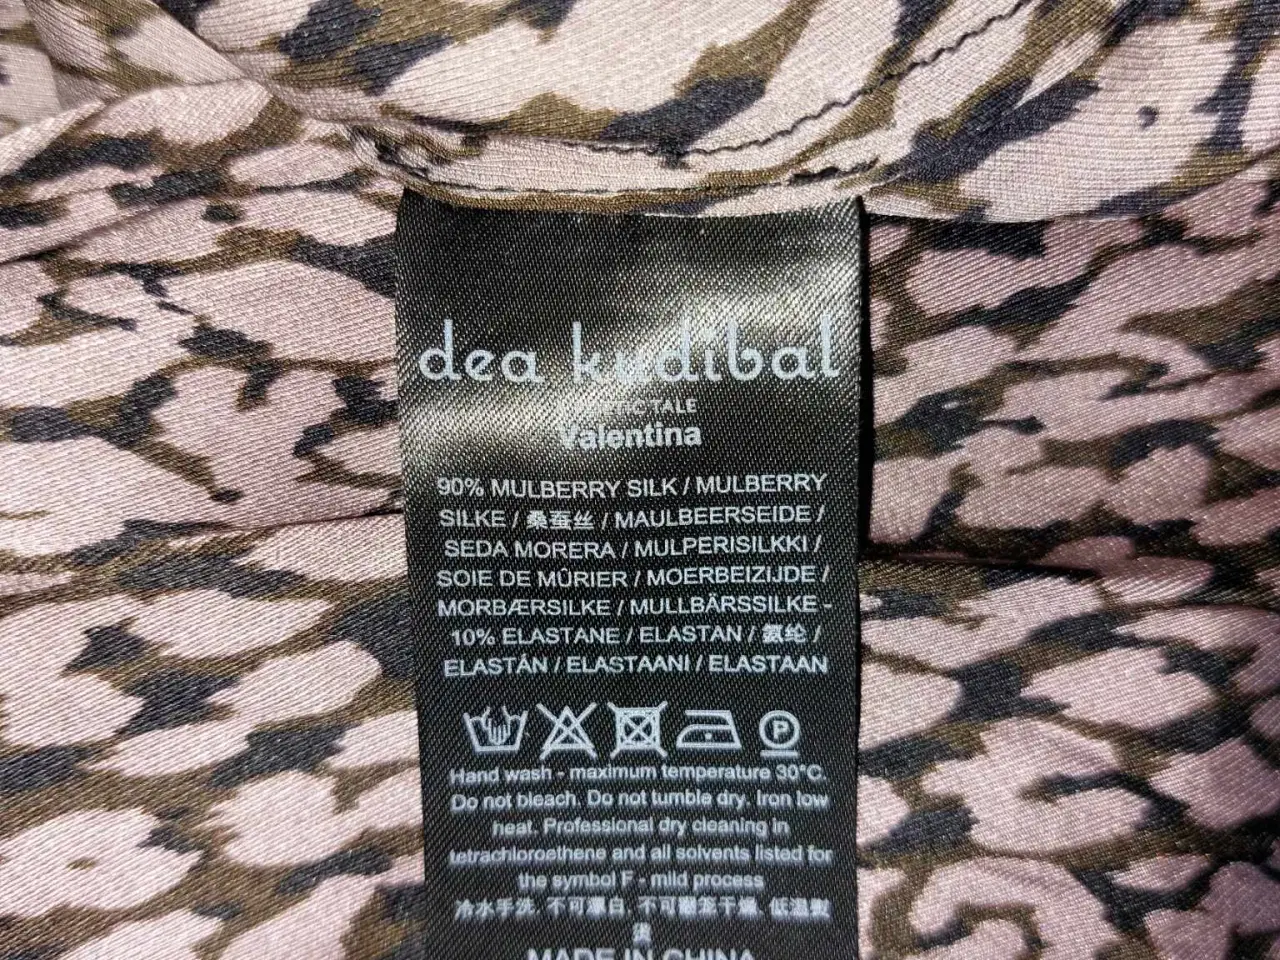 dea kudibal
TALE
Valentina
90% MULBERRY SILK / MULBERRY
SILKE / 桑蚕丝 / MAULBEERSEIDE /
SEDA MORERA / MULPERISILKKI /
SOIE DE MÛRIER / MOERBEIZIJDE /
MORBÆRSILKE / MULLBÄRSSILKE -
10% ELASTANE / ELASTAN / 氨纶 /
ELASTÁN / ELASTAANI / ELASTAAN
P
Hand wash - maximum temperature 30°C.
Do not bleach. Do not tumble dry. Iron low
heat. Professional dry cleaning in
tetrachloroethene and all solvents listed for
the symbol F - mild process
冷水手洗, 不可漂白, 不可翻笼干燥, 低温熨
MADE IN CHINA